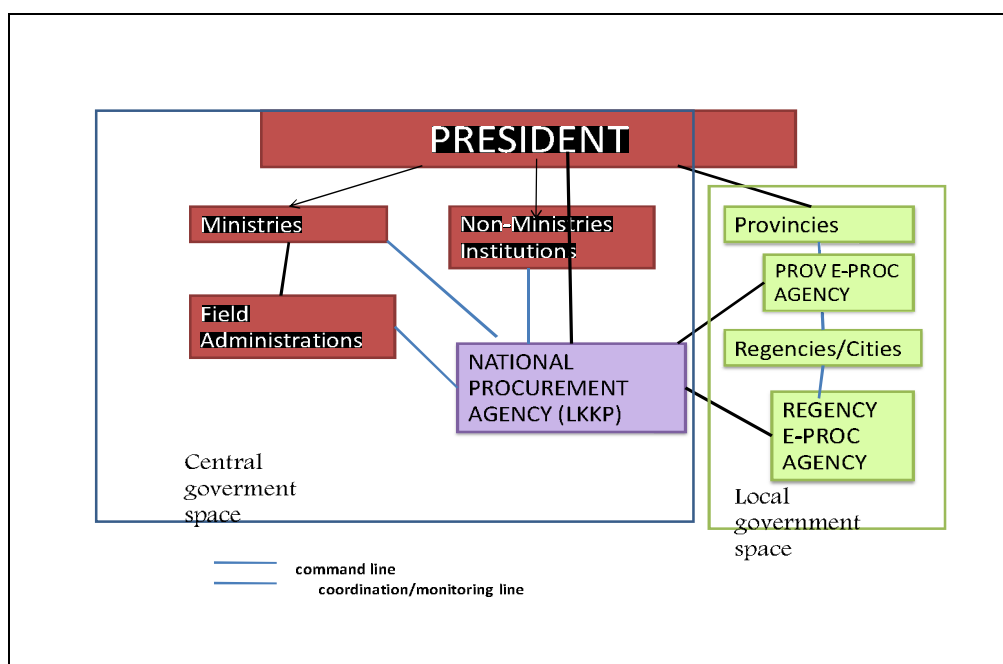 PRESIDENT
Ministries
Non-Ministries
Institutions
Provinces
PROV E-PROC
AGENCY
Field
Administrations
Regencies/Cities
NATIONAL
PROCUREMENT
AGENCY (LKKP)
REGENCY
E-PROC
AGENCY
Central
goverment
space
Local
government
space
command line
coordination/monitoring line